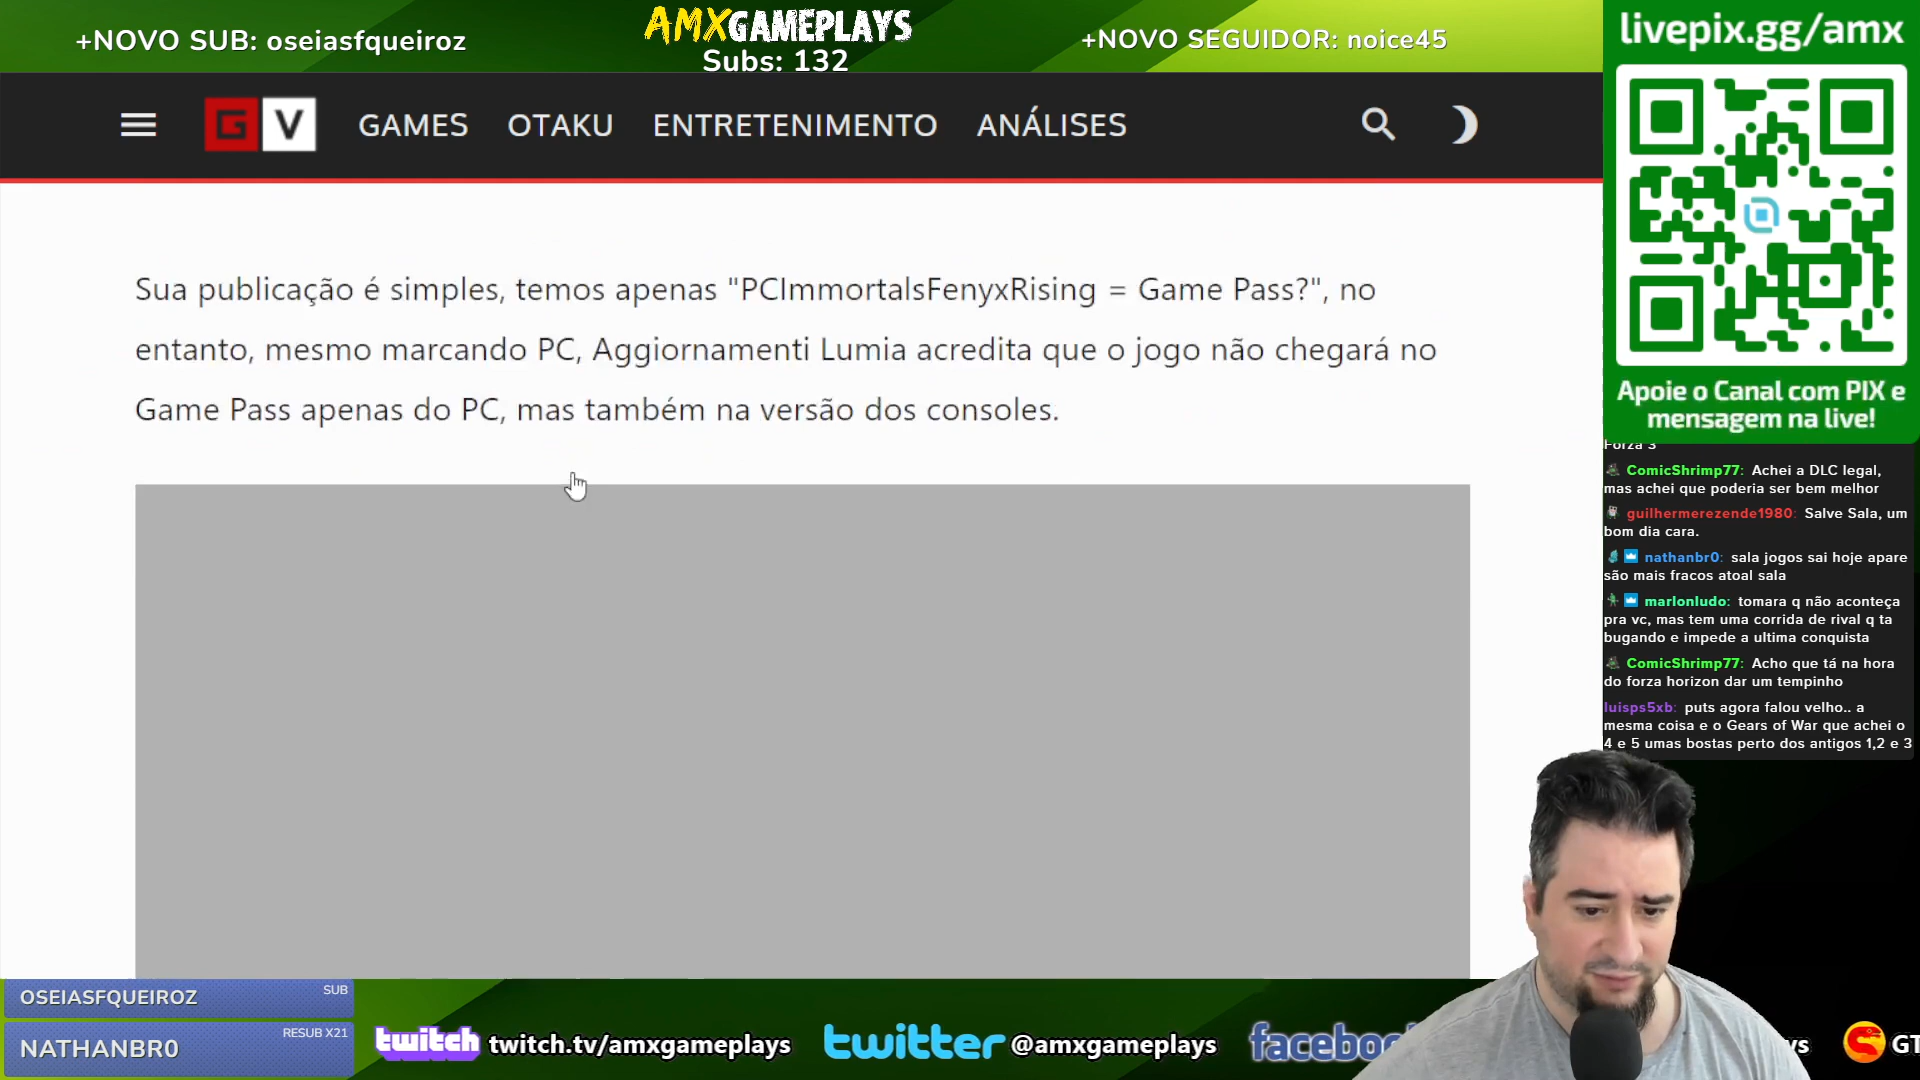 +NOVO SUB: oseiasfqueiroz
AMXGAMEPLAYS
Subs: 132
+NOVO SEGUIDOR: noice45
livepix.gg/amx
G V
GAMES
OTAKU
ENTRETENIMENTO
ANÁLISES
Sua publicação é simples, temos apenas "PCImmortalsFenyxRising = Game Pass?", no
entanto, mesmo marcando PC, Aggiornamenti Lumia acredita que o jogo não chegará no
Game Pass apenas do PC, mas também na versão dos consoles.
Apoie o Canal com PIX e
mensagem na live!
Forza 3
ComicShrimp77: Achei a DLC legal,
mas achei que poderia ser bem melhor
guilhermerezende1980: Salve Sala, um
bom dia cara.
nathanbr0: sala jogos sai hoje apare
são mais fracos atoal sala
marlonludo: tomara q não aconteça
pra vc, mas tem uma corrida de rival q ta
bugando e impede a ultima conquista
ComicShrimp77: Acho que tá na hora
do forza horizon dar um tempinho
luisps5xb: puts agora falou velho.. a
mesma coisa e o Gears of War que achei o
4 e 5 umas bostas perto dos antigos 1,2 e 3
OSEIASFQUEIROZ
SUB
NATHANBR0
RESUB X21
twitch twitch.tv/amxgameplays
twitter @amxgameplays
facebo
ys
GT